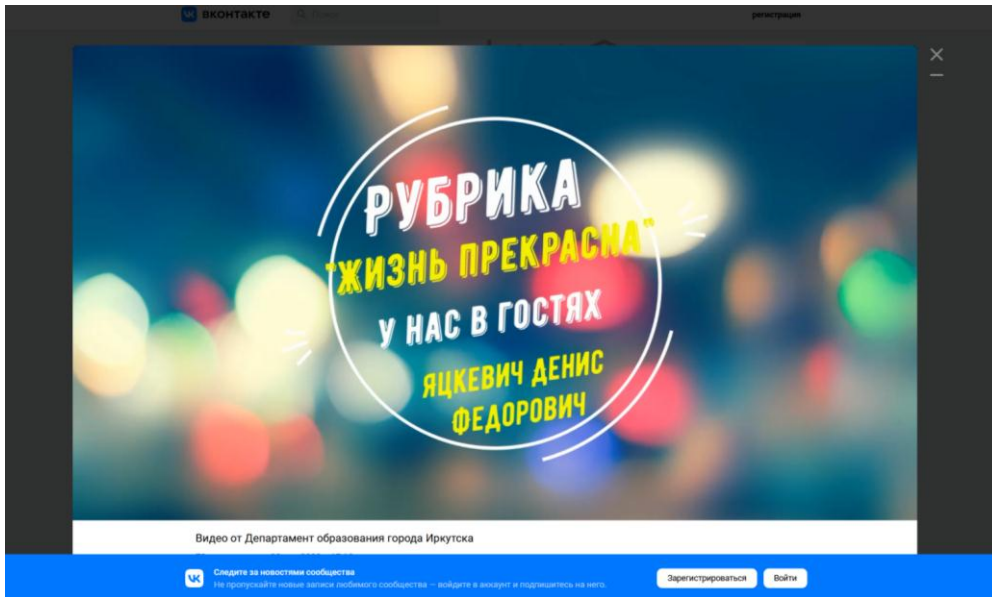 вконтакте
регистрация
РУБРИКА
"ЖИЗНЬ ПРЕКРАСНА"
У НАС В ГОСТЯХ
ЯЦКЕВИЧ ДЕНИС
ФЕДОРОВИЧ
Видео от Департамент образования города Иркутска
Следите за новостями сообщества
Не пропускайте новые записи любимого сообщества — войдите в аккаунт и подпишитесь на него.
Зарегистрироваться
Войти